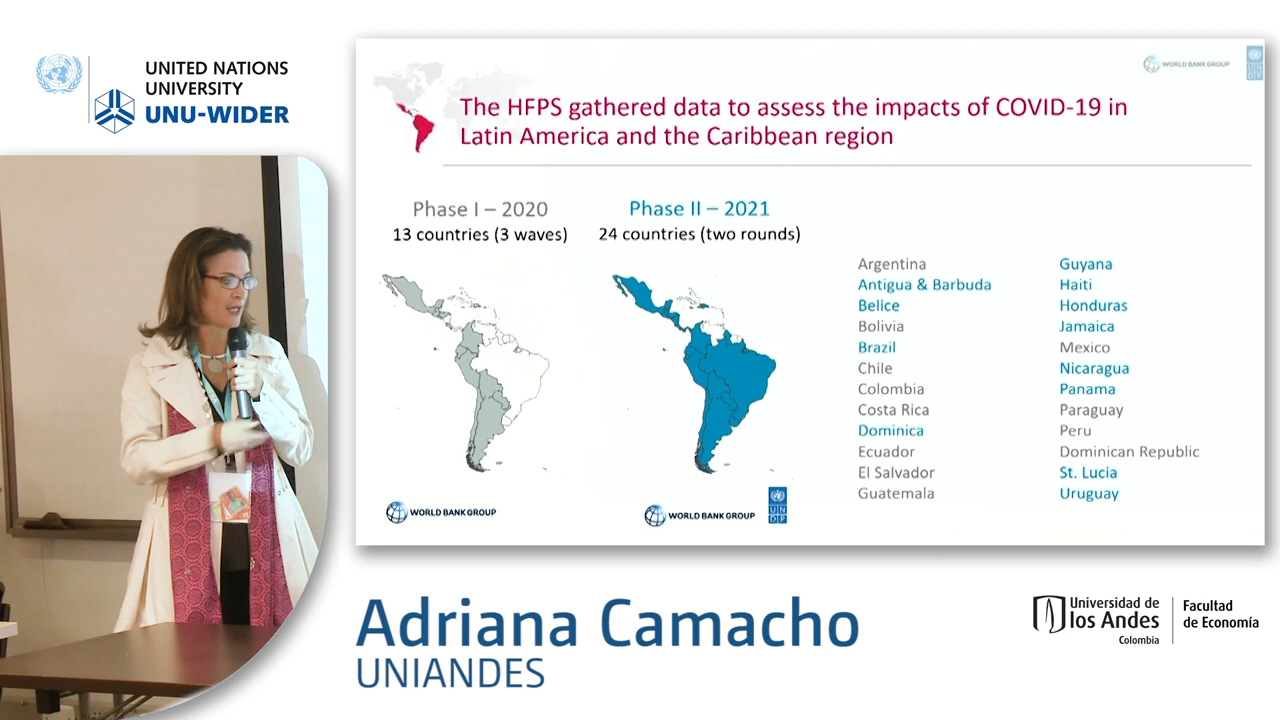 UNITED NATIONS
UNIVERSITY
UNU-WIDER
WORLD BANK GROUP
U N
D P
The HFPS gathered data to assess the impacts of COVID-19 in
Latin America and the Caribbean region
Phase I – 2020
13 countries (3 waves)
Phase II – 2021
24 countries (two rounds)
Argentina
Antigua & Barbuda
Belice
Bolivia
Brazil
Chile
Colombia
Costa Rica
Dominica
Ecuador
El Salvador
Guatemala
Guyana
Haiti
Honduras
Jamaica
Mexico
Nicaragua
Panama
Paraguay
Peru
Dominican Republic
St. Lucia
Uruguay
WORLD BANK GROUP
WORLD BANK GROUP
U N
D P
Adriana Camacho
UNIANDES
Universidad de
los Andes
Colombia
Facultad
de Economía